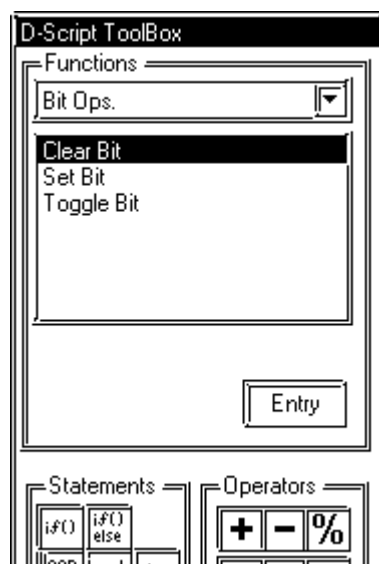 D-Script ToolBox
Functions
Bit Ops.
Clear Bit
Set Bit
Toggle Bit
Entry
Statements
Operators
if()
if()
else
+ - %